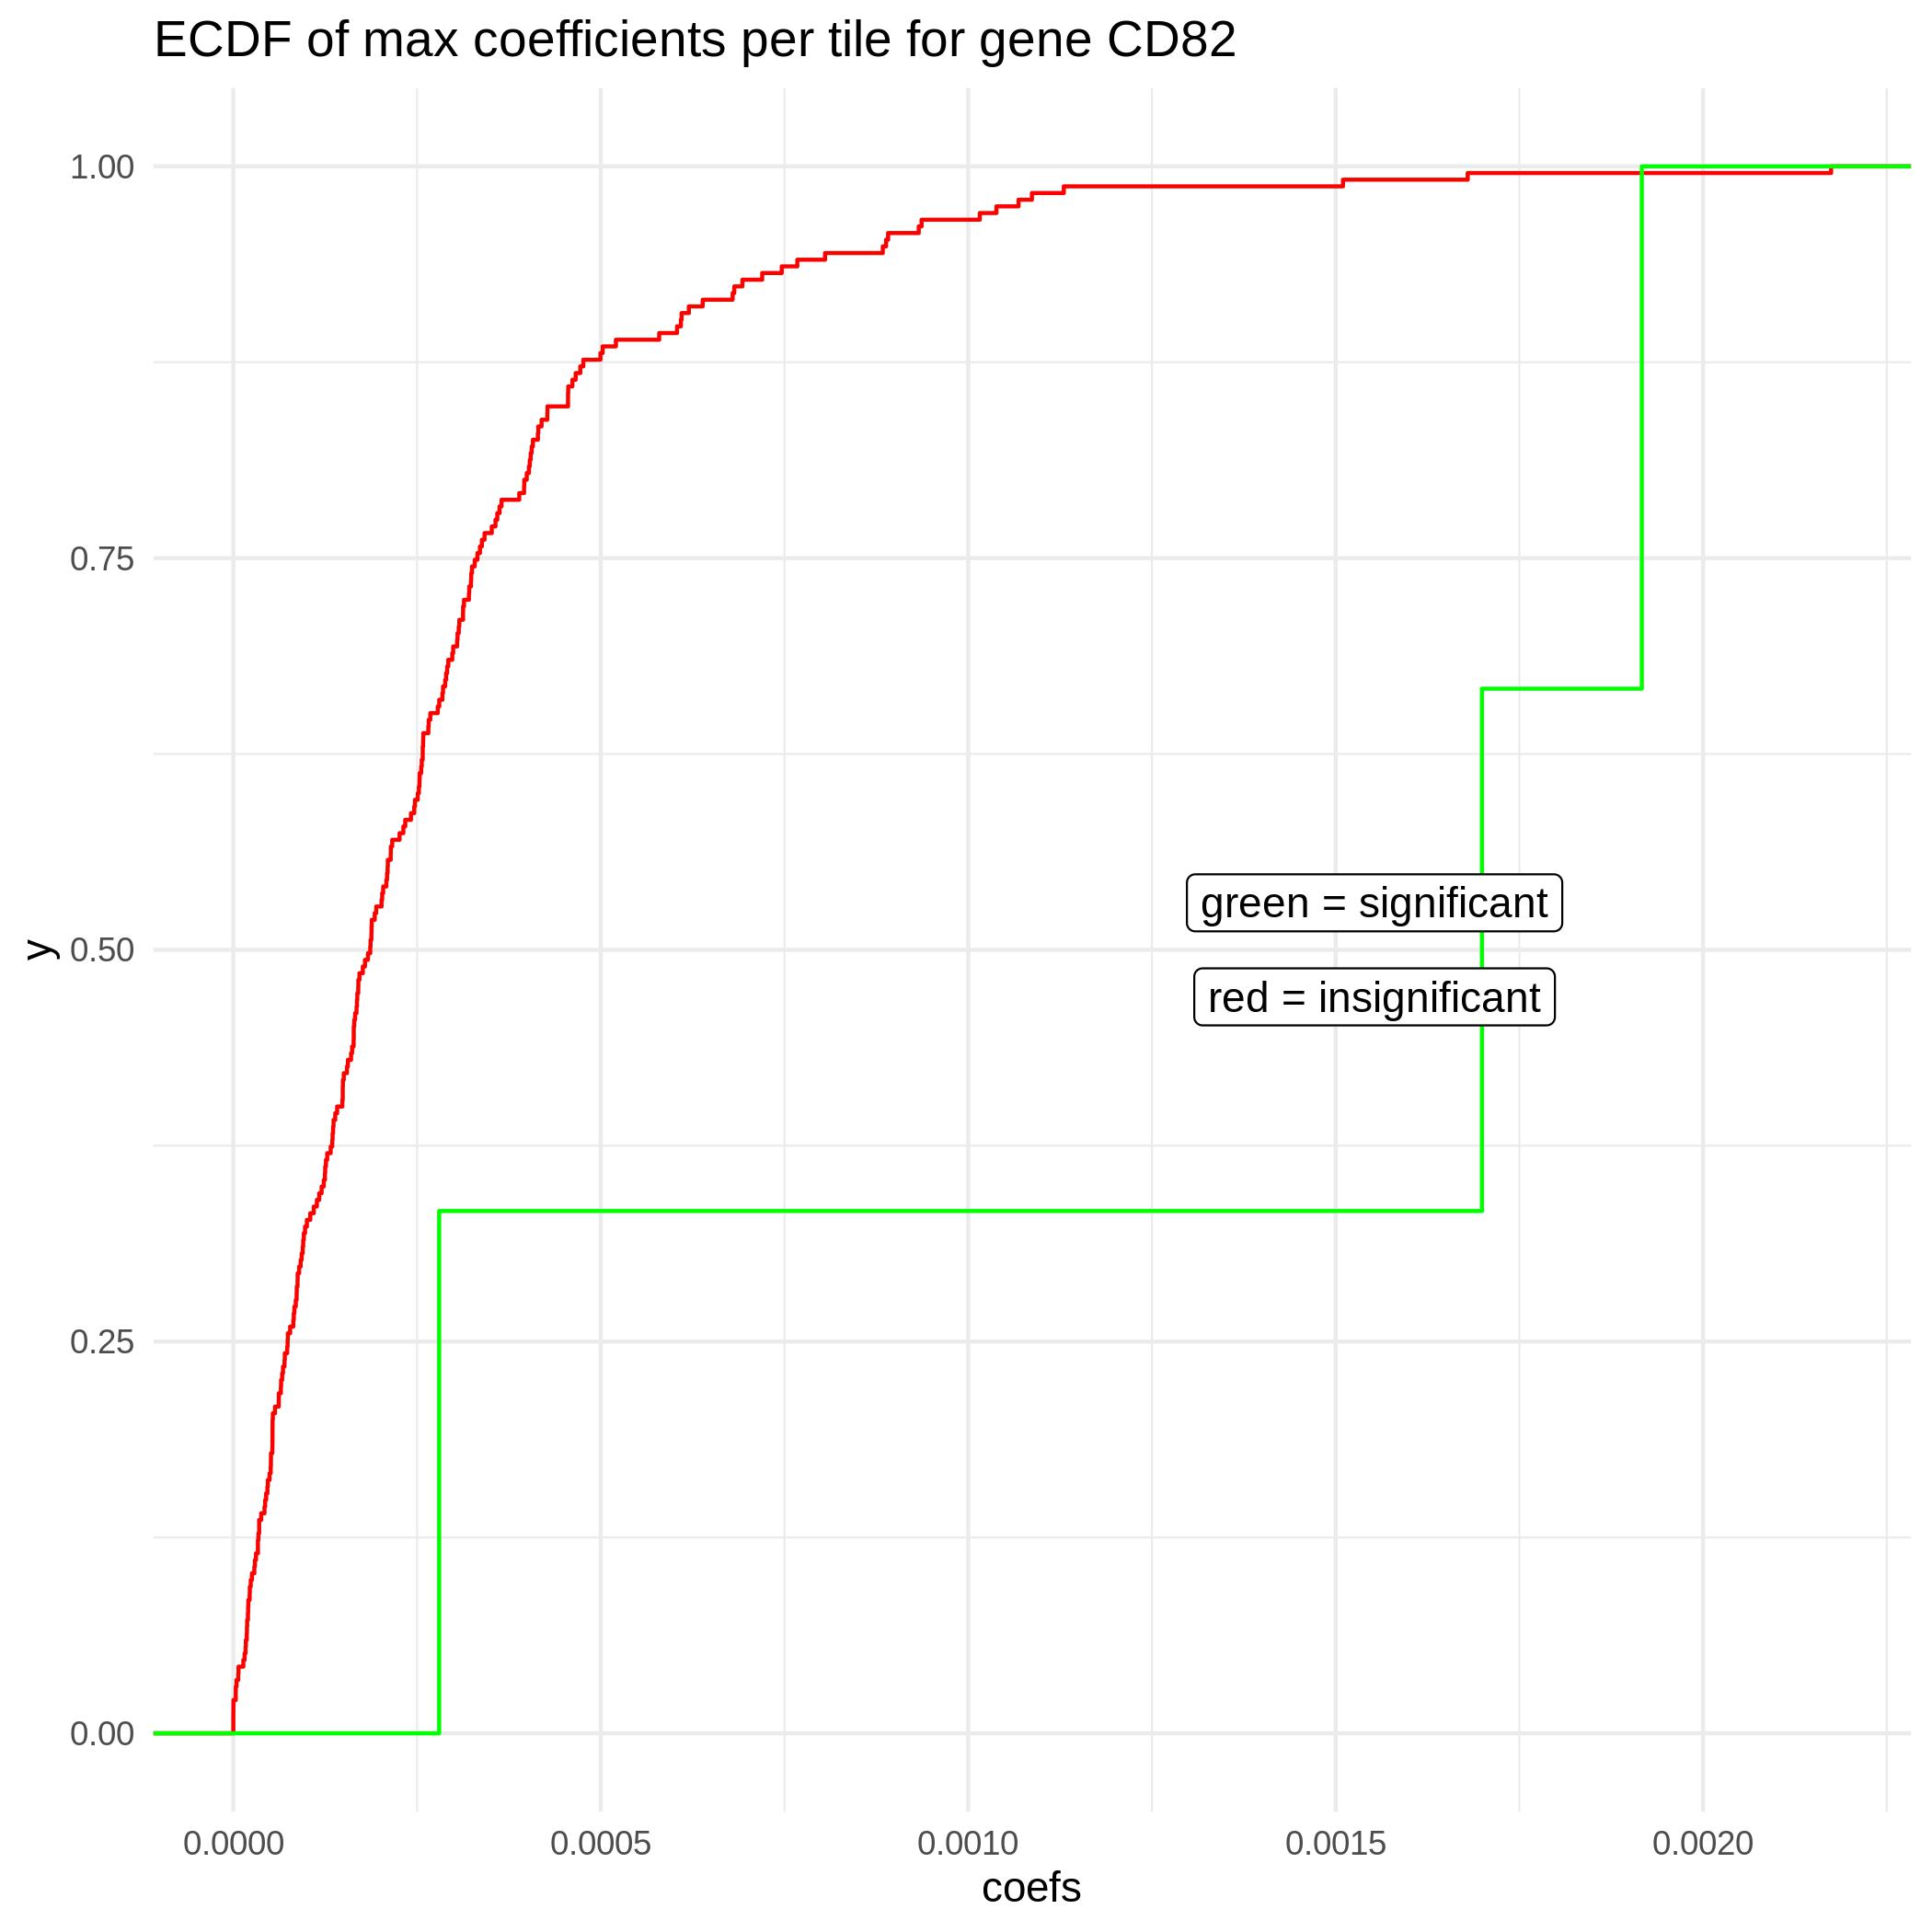 ECDF of max coefficients per tile for gene CD82
1.00
0.75
0.50
0.25
0.00
y
green = significant
red = insignificant
0.0000 0.0005 0.0010 0.0015 0.0020
coefs